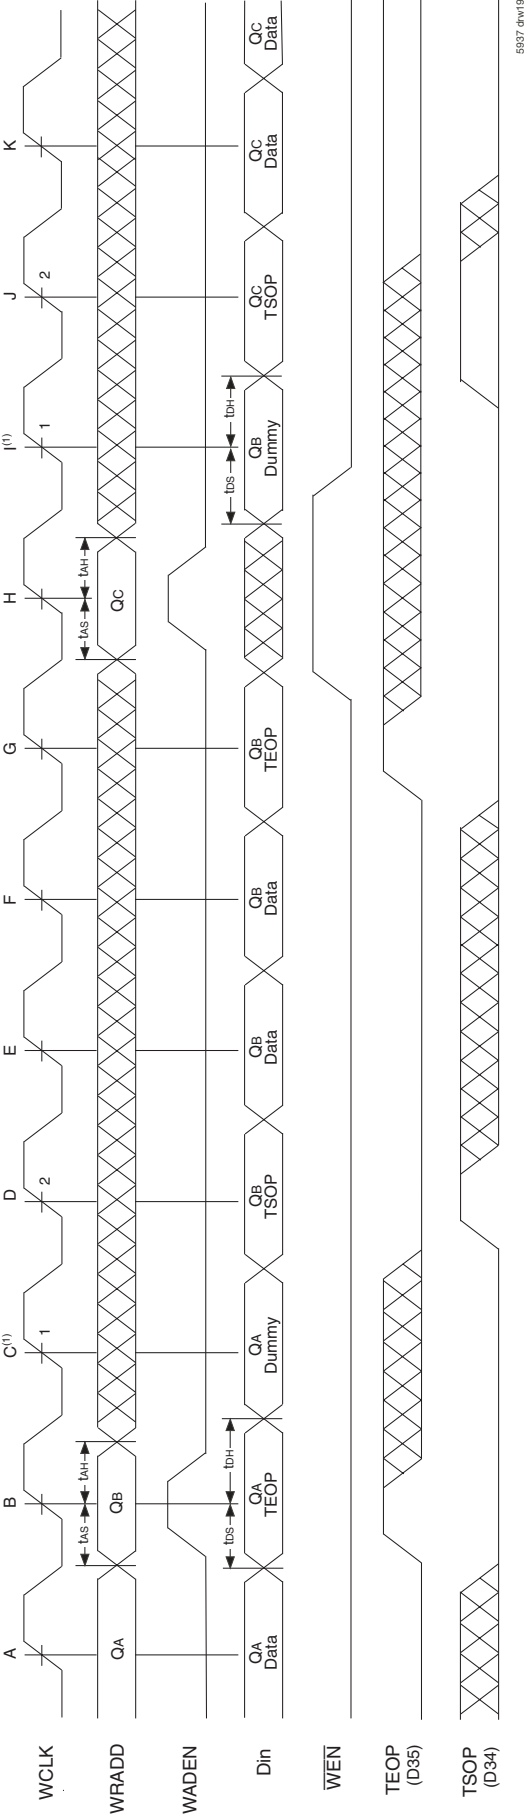 A B C(1) D E F G H I(1) J K
WCLK 1 2 1 2
tAS tAH tAS tAH
WRADD QA QB QC
WADEN
tDS tDH tDS tDH
Din QA Data QA TEOP QA Dummy QB TSOP QB Data QB Data QB TEOP QB Dummy QC TSOP QC Data QC Data
WEN
TEOP
(D35)
TSOP
(D34)
5937 drw19